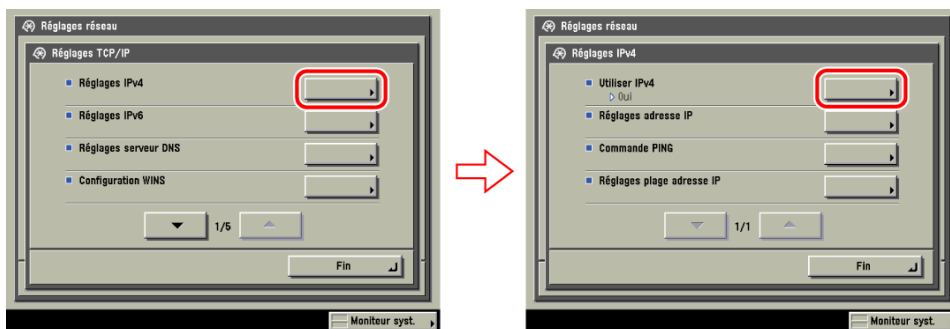 Réglages réseau
Réglages TCP/IP
Réglages IPv4
Réglages IPv6
Réglages serveur DNS
Configuration WINS
1/5
Fin
Moniteur syst.
Réglages réseau
Réglages IPv4
Utiliser IPv4
Oui
Réglages adresse IP
Commande PING
Réglages plage adresse IP
1/1
Fin
Moniteur syst.